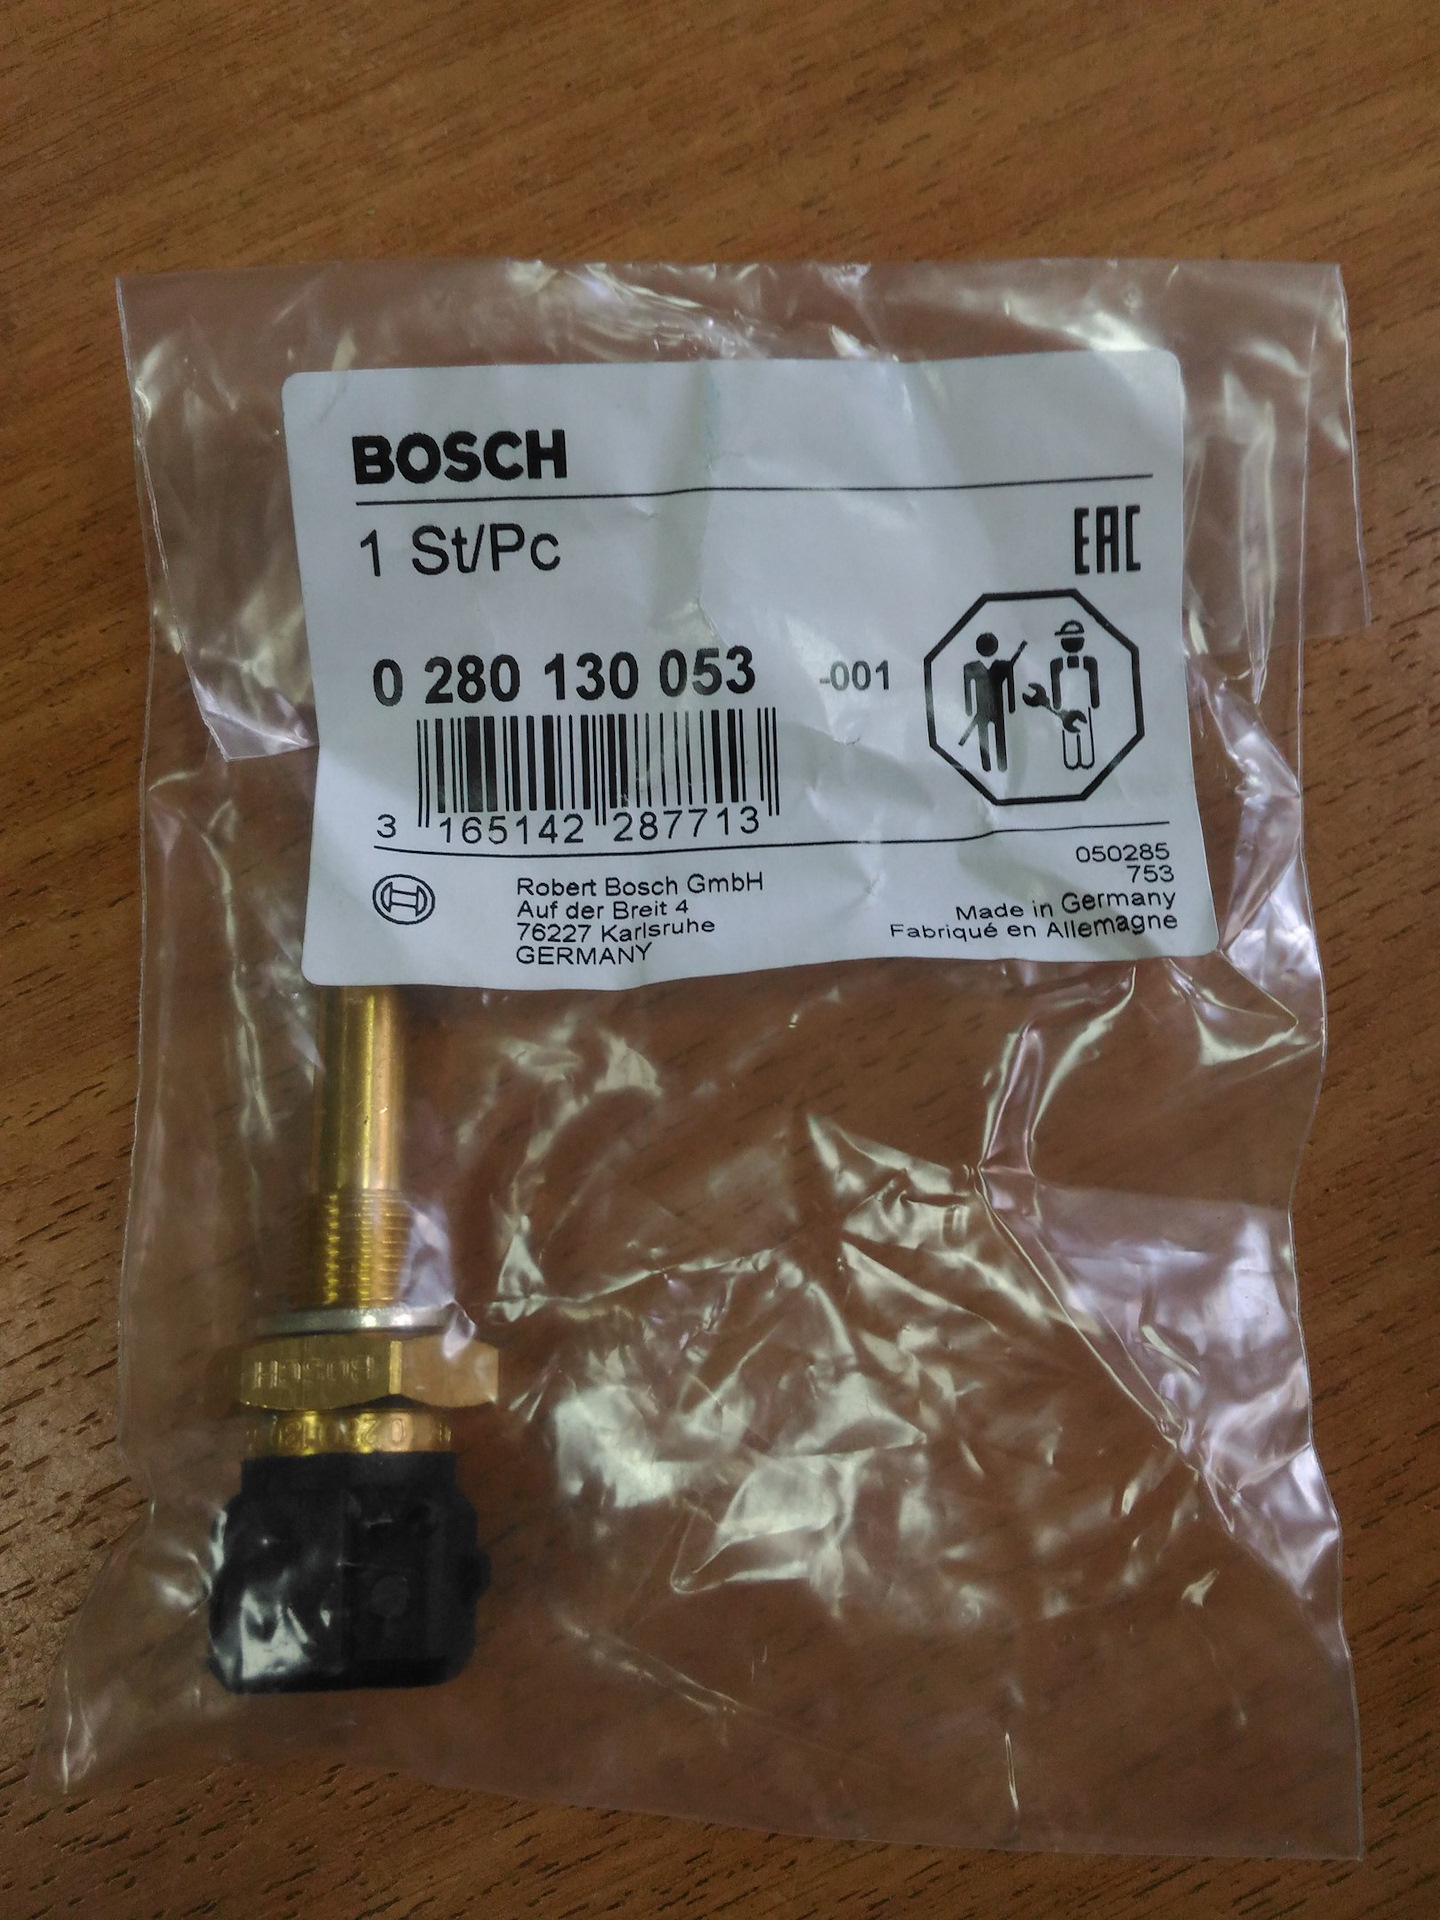 BOSCH
1 St/Pc
EAC
0 280 130 053 -001
3 165142 287713
050285
753
Robert Bosch GmbH
Auf der Breit 4
76227 Karlsruhe
GERMANY
Made in Germany
Fabriqué en Allemagne
BOSCH